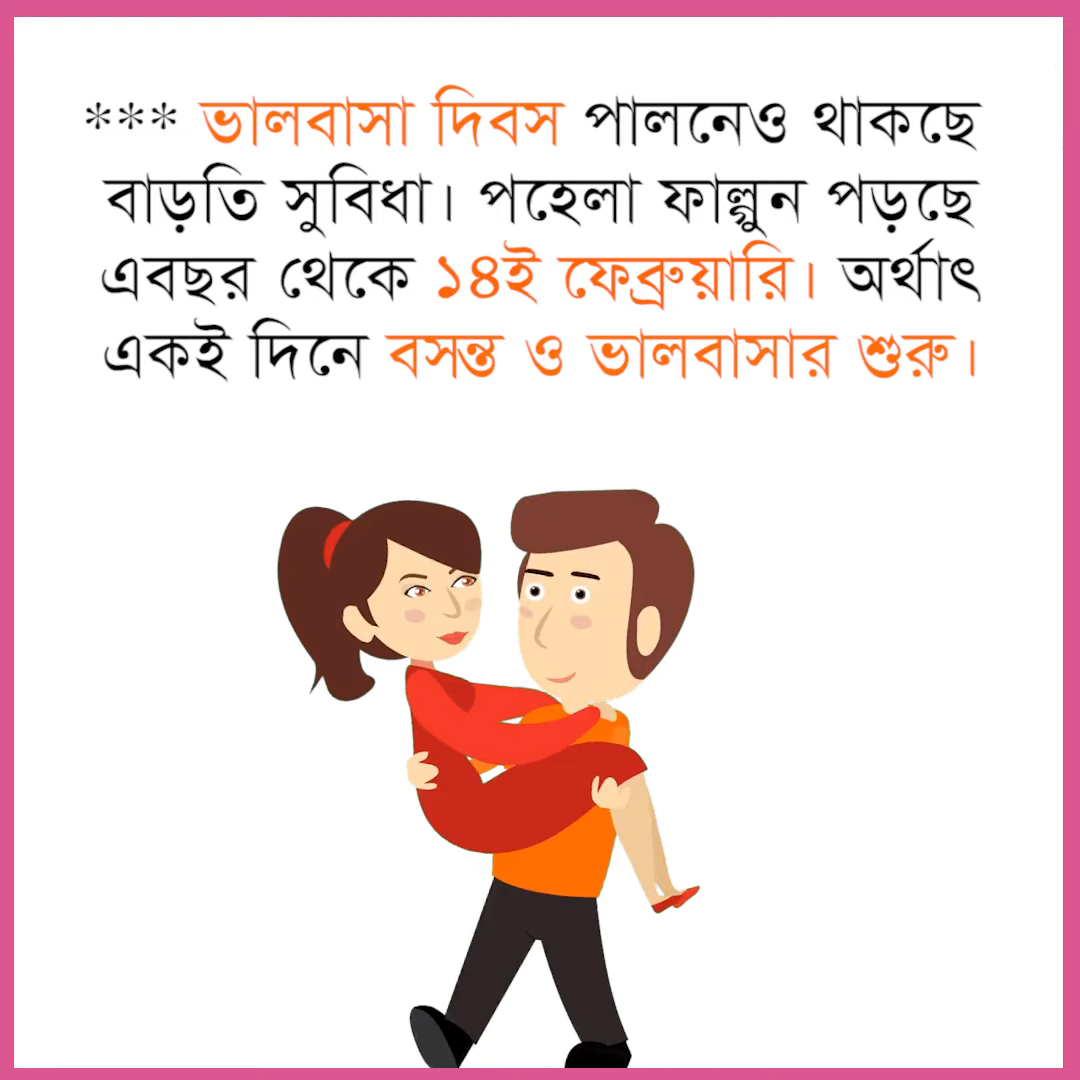 *** ভালবাসা দিবস পালনেও থাকছে
বাড়তি সুবিধা। পহেলা ফাল্গুন পড়ছে
এবছর থেকে ১৪ই ফেব্রুয়ারি। অর্থাৎ
একই দিনে বসন্ত ও ভালবাসার শুরু।